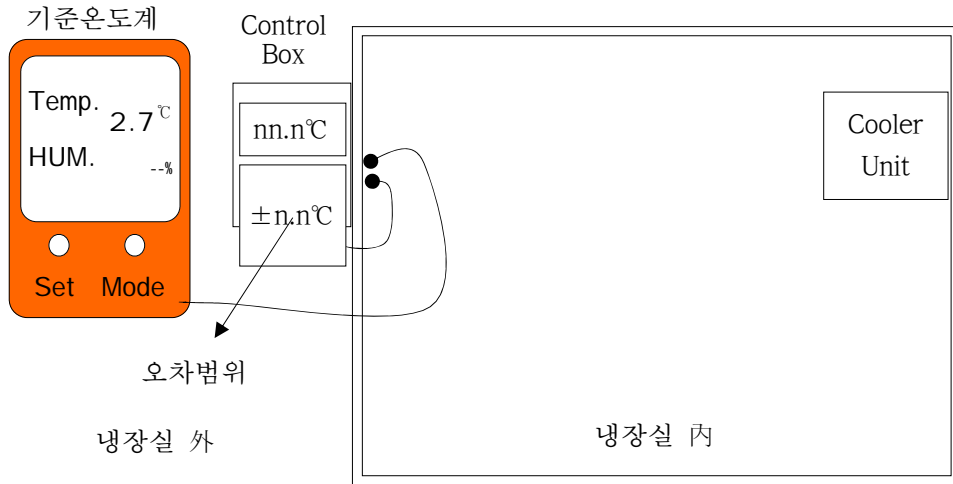 기준온도계
Temp.
2.7℃
HUM.
--%
Set Mode
Control
Box
nn.n℃
±n.n℃
오차범위
냉장실 外
Cooler
Unit
냉장실 內